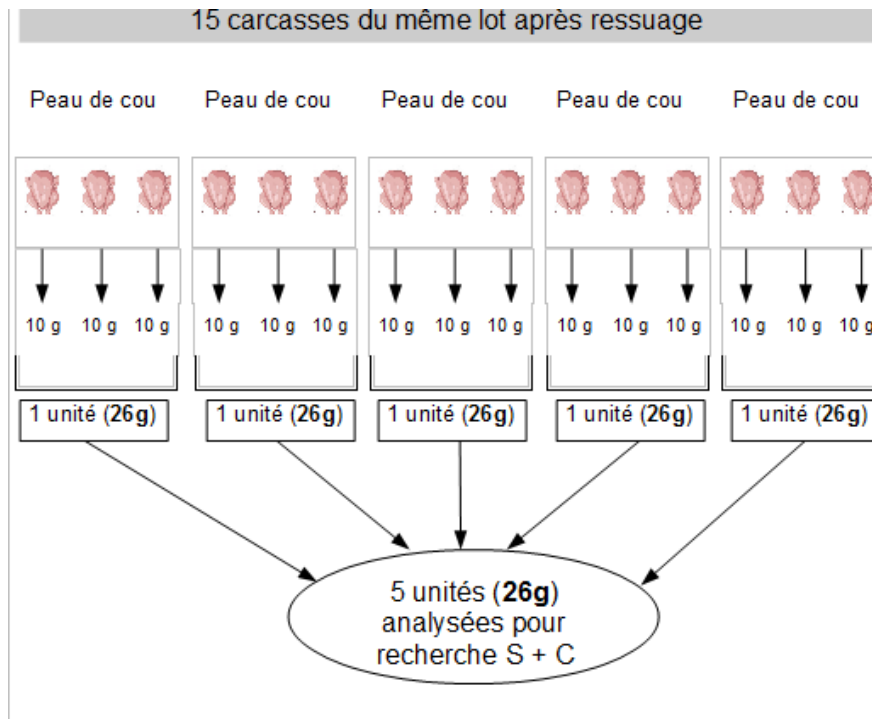 15 carcasses du même lot après ressuage
Peau de cou Peau de cou Peau de cou Peau de cou Peau de cou
10 g 10 g 10 g 10 g 10 g 10 g 10 g 10 g 10 g 10 g 10 g 10 g 10 g 10 g 10 g
1 unité (26g) 1 unité (26g) 1 unité (26g) 1 unité (26g) 1 unité (26g)
5 unités (26g)
analysées pour
recherche S + C